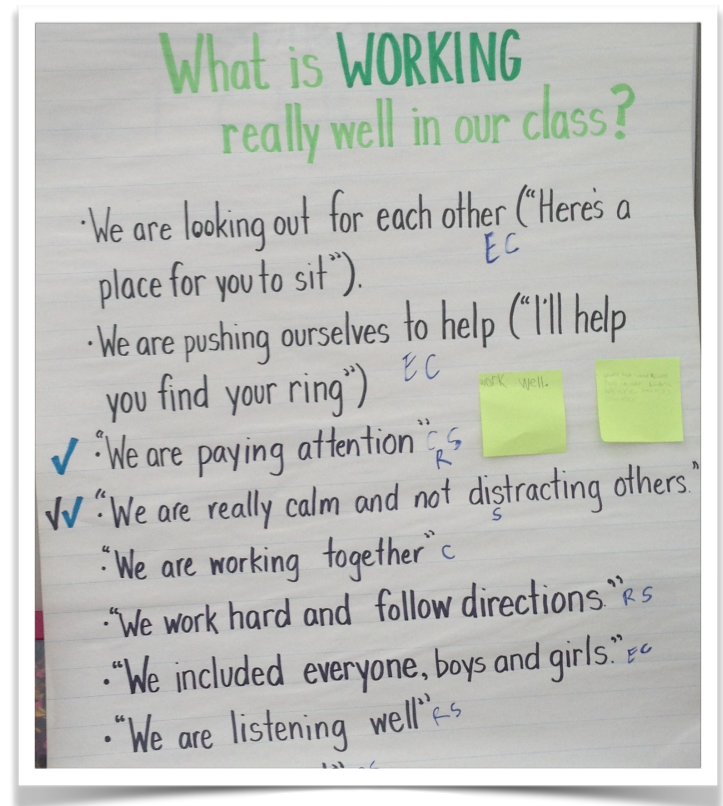 What is WORKING
really well in our class?
·We are looking out for each other ("Here's a
EC
place for you to sit").
·We are pushing ourselves to help ("I'll help
EC
you find your ring")
work well.
✓ ·"We are paying attention" C S
R
✓✓ ·"We are really calm and not distracting others."
S
·"We are working together" C
·"We work hard and follow directions." RS
·"We included everyone, boys and girls." EC
·"We are listening well" RS